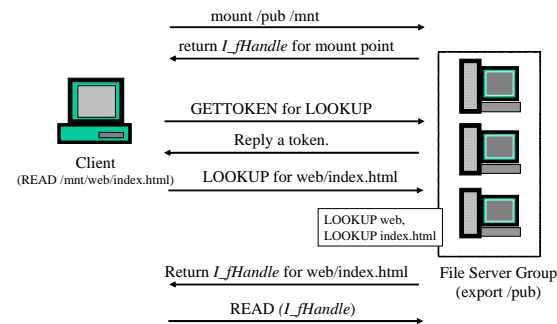 mount /pub /mnt
return I_fHandle for mount point
GETTOKEN for LOOKUP
Reply a token.
Client
(READ /mnt/web/index.html)
LOOKUP for web/index.html
LOOKUP web,
LOOKUP index.html
Return I_fHandle for web/index.html
File Server Group
(export /pub)
READ (I_fHandle)